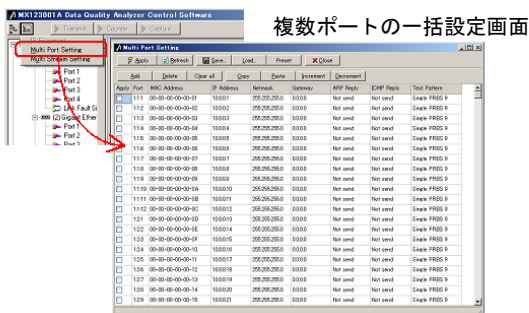 MX123001A Data Quality Analyzer Control Software
複数ポートの一括設定画面
Transmit Counter Capture
Multi Port Setting
Multi Stream Setting
Port 1
Port 2
Port 3
Port 4
Link Fault Si
(2)Gigabit Ether
Port 1
Port 2
Port 3
Multi Port Setting
Apply Refresh Save... Load... Preset Close
Add Delete Clear all Copy Paste Increment Decrement
Apply Port MAC Address IP Address Netmask Gateway ARP Reply ICMP Reply Test Pattern
1:1:1 00-00-00-00-00-01 10.0.0.1 255.255.255.0 0.0.0.0 Not send Not send Single PRBS 9
1:1:2 00-00-00-00-00-02 10.0.0.2 255.255.255.0 0.0.0.0 Not send Not send Single PRBS 9
1:1:3 00-00-00-00-00-03 10.0.0.3 255.255.255.0 0.0.0.0 Not send Not send Single PRBS 9
1:1:4 00-00-00-00-00-04 10.0.0.4 255.255.255.0 0.0.0.0 Not send Not send Single PRBS 9
1:1:5 00-00-00-00-00-05 10.0.0.5 255.255.255.0 0.0.0.0 Not send Not send Single PRBS 9
1:1:6 00-00-00-00-00-06 10.0.0.6 255.255.255.0 0.0.0.0 Not send Not send Single PRBS 9
1:1:7 00-00-00-00-00-07 10.0.0.7 255.255.255.0 0.0.0.0 Not send Not send Single PRBS 9
1:1:8 00-00-00-00-00-08 10.0.0.8 255.255.255.0 0.0.0.0 Not send Not send Single PRBS 9
1:1:9 00-00-00-00-00-09 10.0.0.9 255.255.255.0 0.0.0.0 Not send Not send Single PRBS 9
1:1:10 00-00-00-00-00-0A 10.0.0.10 255.255.255.0 0.0.0.0 Not send Not send Single PRBS 9
1:1:11 00-00-00-00-00-0B 10.0.0.11 255.255.255.0 0.0.0.0 Not send Not send Single PRBS 9
1:1:12 00-00-00-00-00-0C 10.0.0.12 255.255.255.0 0.0.0.0 Not send Not send Single PRBS 9
1:2:1 00-00-00-00-00-0D 10.0.0.13 255.255.255.0 0.0.0.0 Not send Not send Single PRBS 9
1:2:2 00-00-00-00-00-0E 10.0.0.14 255.255.255.0 0.0.0.0 Not send Not send Single PRBS 9
1:2:3 00-00-00-00-00-0F 10.0.0.15 255.255.255.0 0.0.0.0 Not send Not send Single PRBS 9
1:2:4 00-00-00-00-00-10 10.0.0.16 255.255.255.0 0.0.0.0 Not send Not send Single PRBS 9
1:2:5 00-00-00-00-00-11 10.0.0.17 255.255.255.0 0.0.0.0 Not send Not send Single PRBS 9
1:2:6 00-00-00-00-00-12 10.0.0.18 255.255.255.0 0.0.0.0 Not send Not send Single PRBS 9
1:2:7 00-00-00-00-00-13 10.0.0.19 255.255.255.0 0.0.0.0 Not send Not send Single PRBS 9
1:2:8 00-00-00-00-00-14 10.0.0.20 255.255.255.0 0.0.0.0 Not send Not send Single PRBS 9
1:2:9 00-00-00-00-00-15 10.0.0.21 255.255.255.0 0.0.0.0 Not send Not send Single PRBS 9